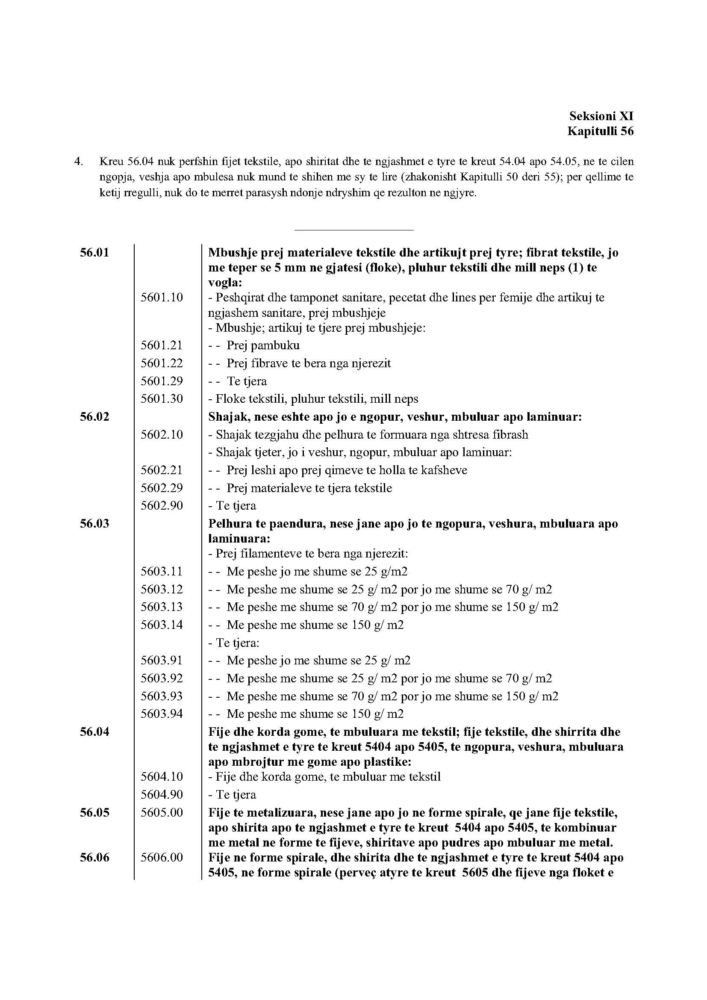 Seksioni XI
Kapitulli 56
4. Kreu 56.04 nuk perfshin fijet tekstile, apo shiritat dhe te ngjashmet e tyre te kreut 54.04 apo 54.05, ne te cilen
ngopja, veshja apo mbulesa nuk mund te shihen me sy te lire (zhakonisht Kapitulli 50 deri 55); per qellime te
ketij rregulli, nuk do te merret parasysh ndonje ndryshim qe rezulton ne ngjyre.
56.01 Mbushje prej materialeve tekstile dhe artikujt prej tyre; fibrat tekstile, jo
me teper se 5 mm ne gjatesi (floke), pluhur tekstili dhe mill neps (1) te
vogla:
5601.10 - Peshqirat dhe tamponet sanitare, pecetat dhe lines per femije dhe artikuj te
ngjashem sanitare, prej mbushjeje
- Mbushje; artikuj te tjere prej mbushjeje:
5601.21 - - Prej pambuku
5601.22 - - Prej fibrave te bera nga njerezit
5601.29 - - Te tjera
5601.30 - Floke tekstili, pluhur tekstili, mill neps
56.02 Shajak, nese eshte apo jo e ngopur, veshur, mbuluar apo laminuar:
5602.10 - Shajak tezgjahu dhe pelhura te formuara nga shtresa fibrash
- Shajak tjeter, jo i veshur, ngopur, mbuluar apo laminuar:
5602.21 - - Prej leshi apo prej qimeve te holla te kafsheve
5602.29 - - Prej materialeve te tjera tekstile
5602.90 - Te tjera
56.03 Pelhura te paendura, nese jane apo jo te ngopura, veshura, mbuluara apo
laminuara:
- Prej filamenteve te bera nga njerezit:
5603.11 - - Me peshe jo me shume se 25 g/m2
5603.12 - - Me peshe me shume se 25 g/ m2 por jo me shume se 70 g/ m2
5603.13 - - Me peshe me shume se 70 g/ m2 por jo me shume se 150 g/ m2
5603.14 - - Me peshe me shume se 150 g/ m2
- Te tjera:
5603.91 - - Me peshe jo me shume se 25 g/ m2
5603.92 - - Me peshe me shume se 25 g/ m2 por jo me shume se 70 g/ m2
5603.93 - - Me peshe me shume se 70 g/ m2 por jo me shume se 150 g/ m2
5603.94 - - Me peshe me shume se 150 g/ m2
56.04 Fije dhe korda gome, te mbuluara me tekstil; fije tekstile, dhe shirrita dhe
te ngjashmet e tyre te kreut 5404 apo 5405, te ngopura, veshura, mbuluara
apo mbrojtur me gome apo plastike:
5604.10 - Fije dhe korda gome, te mbuluar me tekstil
5604.90 - Te tjera
56.05 5605.00 Fije te metalizuara, nese jane apo jo ne forme spirale, qe jane fije tekstile,
apo shirita apo te ngjashmet e tyre te kreut 5404 apo 5405, te kombinuar
me metal ne forme te fijeve, shiritave apo pudres apo mbuluar me metal.
56.06 5606.00 Fije ne forme spirale, dhe shirita dhe te ngjashmet e tyre te kreut 5404 apo
5405, ne forme spirale (perveç atyre te kreut 5605 dhe fijeve nga floket e